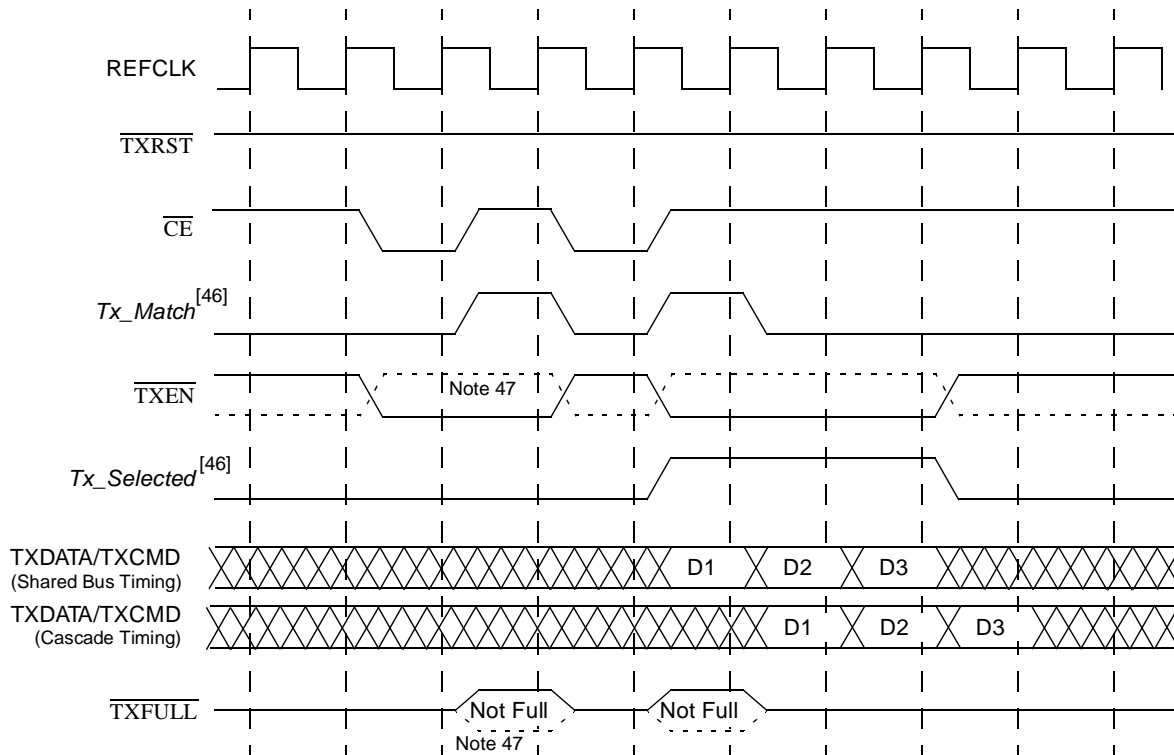 REFCLK
TXRST
CE
Tx_Match[46]
TXEN
Note 47
Tx_Selected[46]
TXDATA/TXCMD
(Shared Bus Timing)
D1 D2 D3
TXDATA/TXCMD
(Cascade Timing)
D1 D2 D3
TXFULL
Not Full Not Full
Note 47